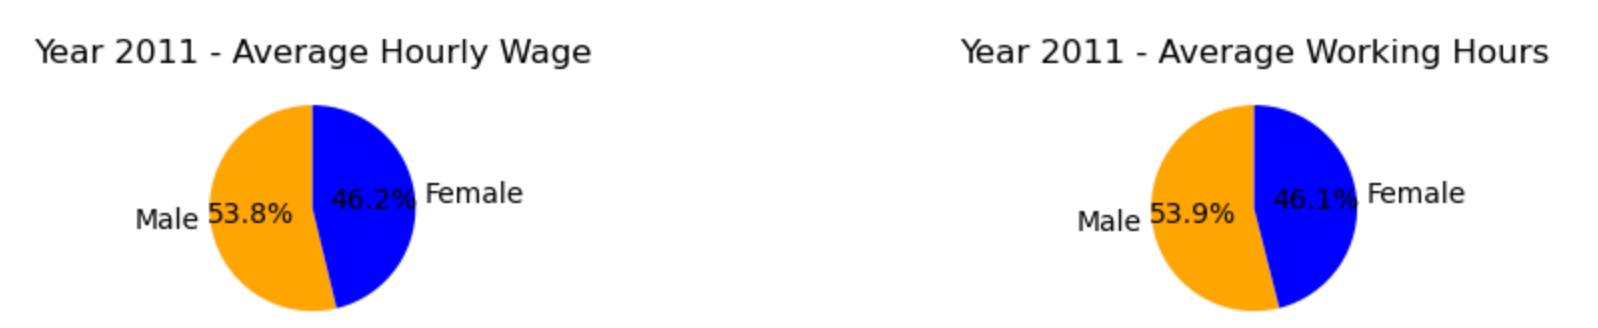 Year 2011 - Average Hourly Wage
Male
53.8%
46.2%
Female
Year 2011 - Average Working Hours
Male
53.9%
46.1%
Female